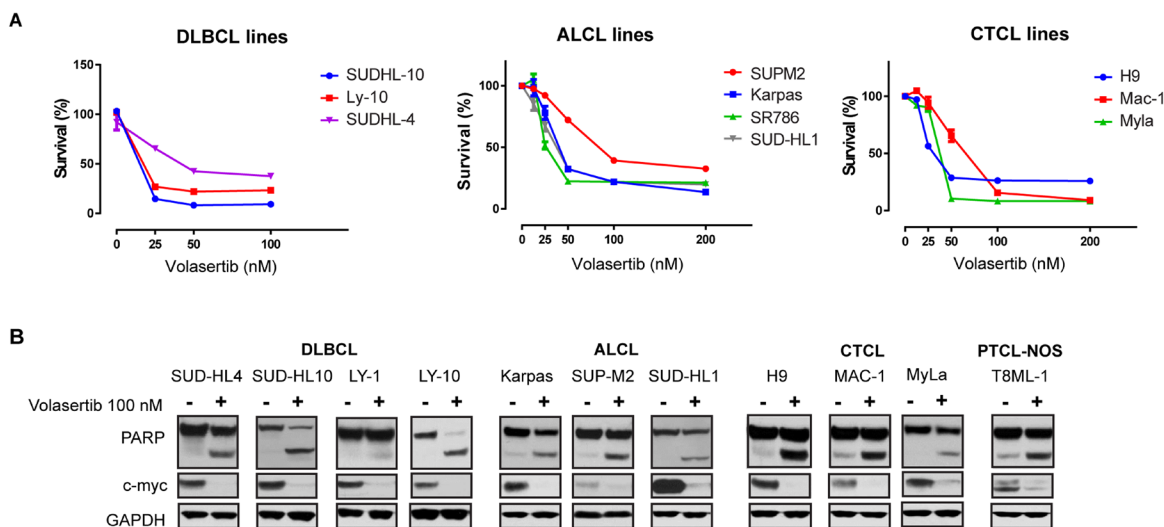 A
DLBCL lines
SUDHL-10
Ly-10
SUDHL-4
Survival (%)
150
100
50
0
0 25 50 100
Volasertib (nM)
ALCL lines
SUPM2
Karpas
SR786
SUD-HL1
Survival (%)
100
50
0
0 25 50 100 200
Volasertib (nM)
CTCL lines
H9
Mac-1
Myla
Survival (%)
100
50
0
0 25 50 100 200
Volasertib (nM)
B
DLBCL ALCL CTCL PTCL-NOS
SUD-HL4 SUD-HL10 LY-1 LY-10 Karpas SUP-M2 SUD-HL1 H9 MAC-1 MyLa T8ML-1
Volasertib 100 nM - + - + - + - + - + - + - + - + - + - + - +
PARP
c-myc
GAPDH